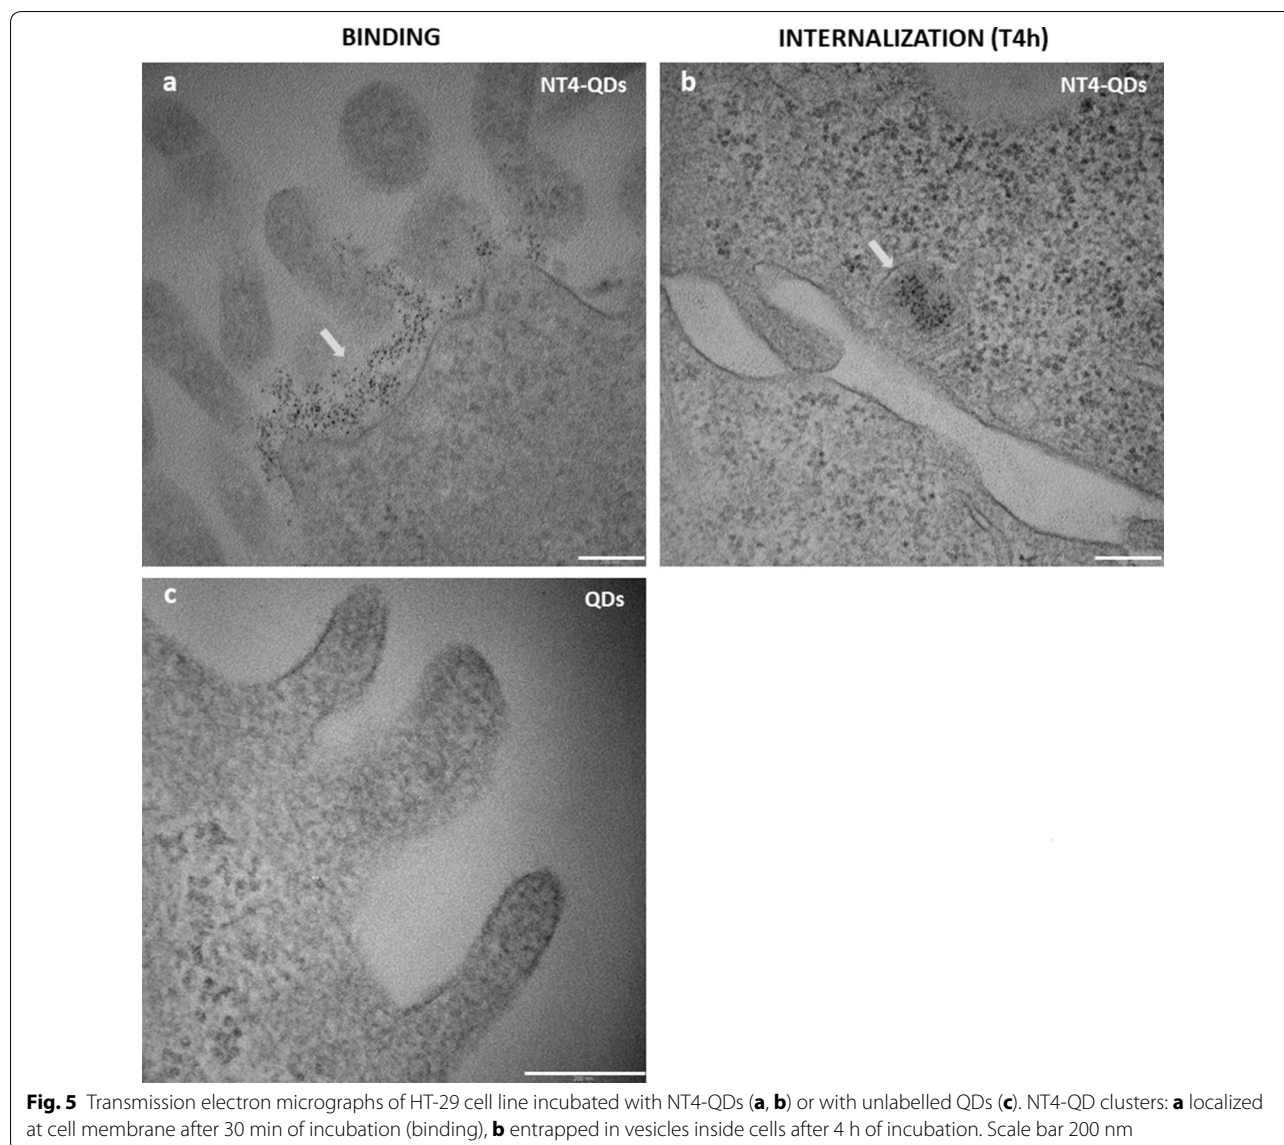 BINDING
INTERNALIZATION (T4h)
a
NT4-QDs
b
NT4-QDs
c
QDs
200 nm
Fig. 5 Transmission electron micrographs of HT-29 cell line incubated with NT4-QDs (a, b) or with unlabelled QDs (c). NT4-QD clusters: a localized
at cell membrane after 30 min of incubation (binding), b entrapped in vesicles inside cells after 4 h of incubation. Scale bar 200 nm